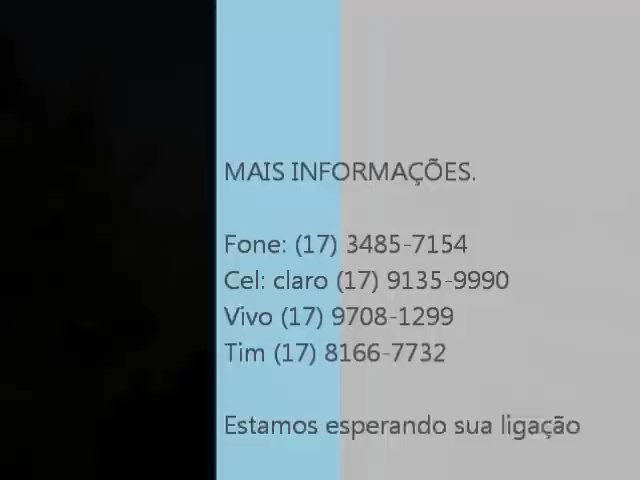 MAIS INFORMAÇÕES.
Fone: (17) 3485-7154
Cel: claro (17) 9135-9990
Vivo (17) 9708-1299
Tim (17) 8166-7732
Estamos esperando sua ligação